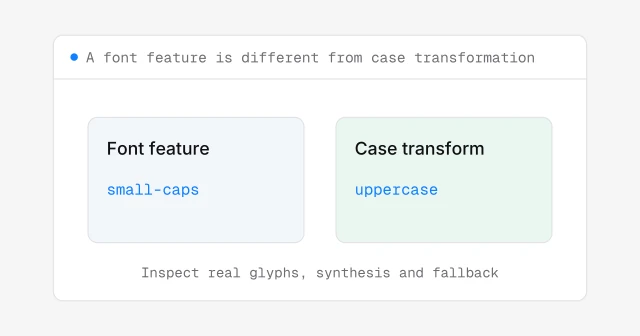 A font feature is different from case transformation
Font feature
small-caps
Case transform
uppercase
Inspect real glyphs, synthesis and fallback